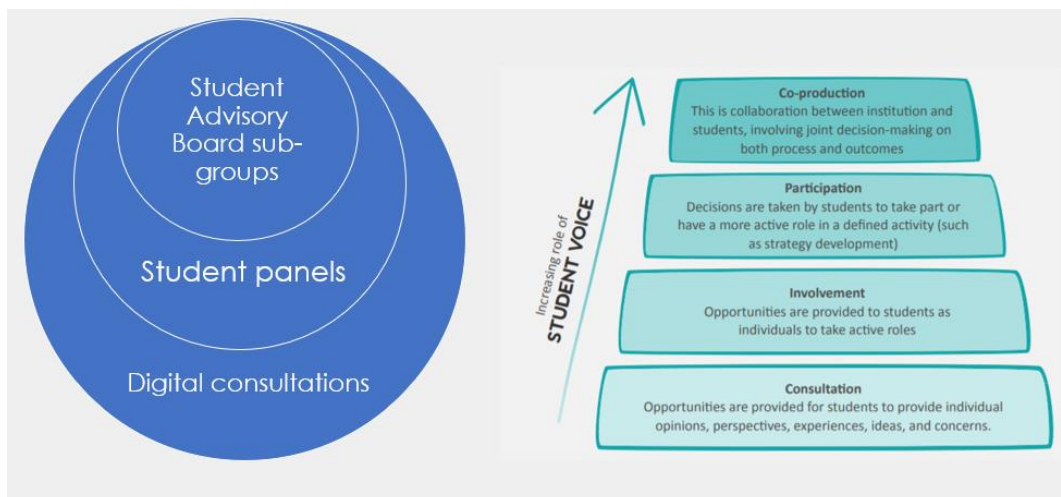 Student
Advisory
Board sub-
groups
Student panels
Digital consultations
Increasing role of
STUDENT VOICE
Co-production
This is collaboration between institution and
students, involving joint decision-making on
both process and outcomes
Participation
Decisions are taken by students to take part or
have a more active role in a defined activity (such
as strategy development)
Involvement
Opportunities are provided to students as
individuals to take active roles
Consultation
Opportunities are provided for students to provide individual
opinions, perspectives, experiences, ideas, and concerns.